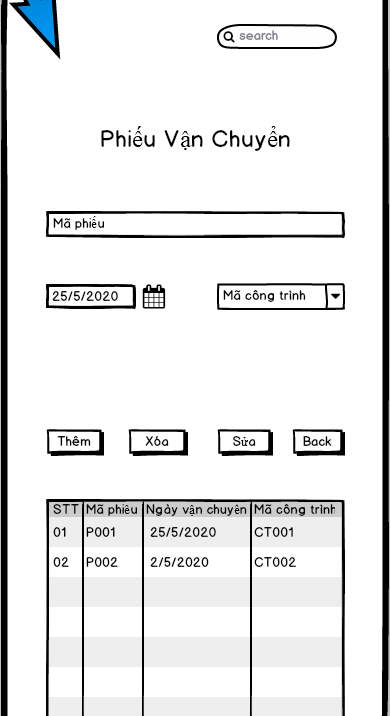 search
Phiếu Vận Chuyển
Mã phiếu
25/5/2020 Mã công trình
Thêm Xóa Sửa Back
STT Mã phiêu Ngày vận chuyên Mã công trình
01 P001 25/5/2020 CT001
02 P002 2/5/2020 CT002